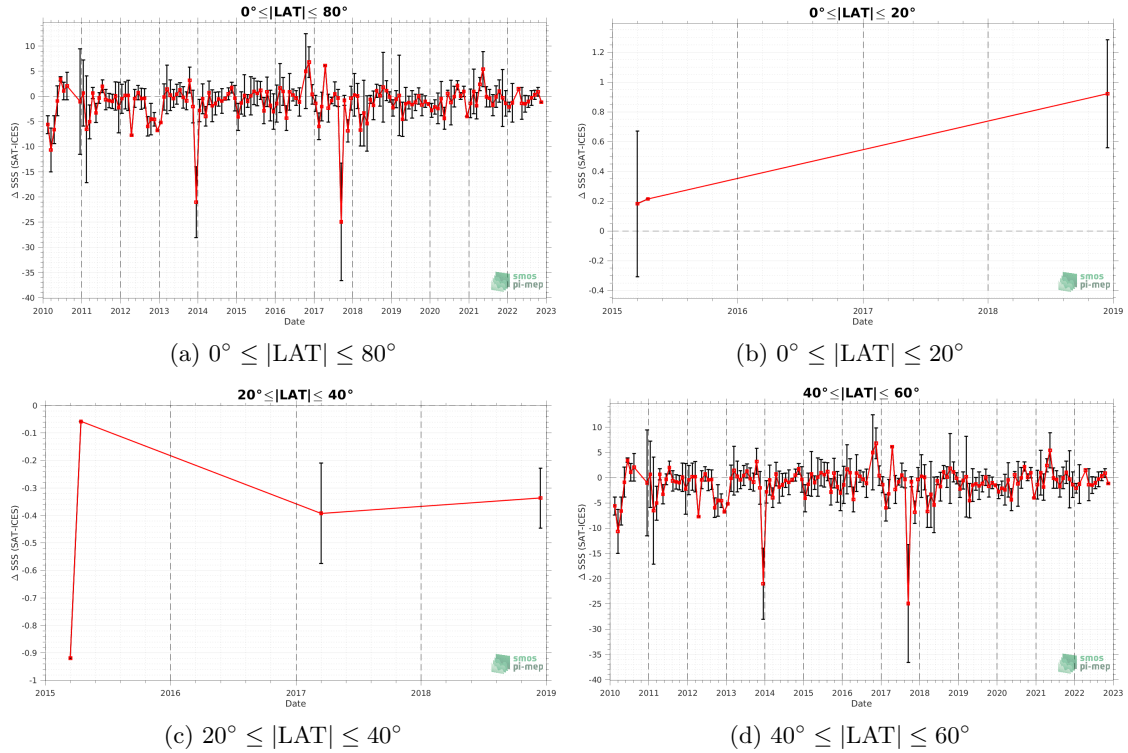 0°≤|LAT|≤ 80°
10
5
0
-5
-10
-15
-20
-25
-30
-35
-40
Δ SSS (SAT-ICES)
2010 2011 2012 2013 2014 2015 2016 2017 2018 2019 2020 2021 2022 2023
Date
smos
pi-mep
(a) 0° ≤ |LAT| ≤ 80°
0°≤|LAT|≤ 20°
1.2
1
0.8
0.6
0.4
0.2
0
-0.2
-0.4
Δ SSS (SAT-ICES)
2015 2016 2017 2018 2019
Date
smos
pi-mep
(b) 0° ≤ |LAT| ≤ 20°
20°≤|LAT|≤ 40°
0
-0.1
-0.2
-0.3
-0.4
-0.5
-0.6
-0.7
-0.8
-0.9
-1
Δ SSS (SAT-ICES)
2015 2016 2017 2018 2019
Date
smos
pi-mep
(c) 20° ≤ |LAT| ≤ 40°
40°≤|LAT|≤ 60°
10
5
0
-5
-10
-15
-20
-25
-30
-35
-40
Δ SSS (SAT-ICES)
2010 2011 2012 2013 2014 2015 2016 2017 2018 2019 2020 2021 2022 2023
Date
smos
pi-mep
(d) 40° ≤ |LAT| ≤ 60°